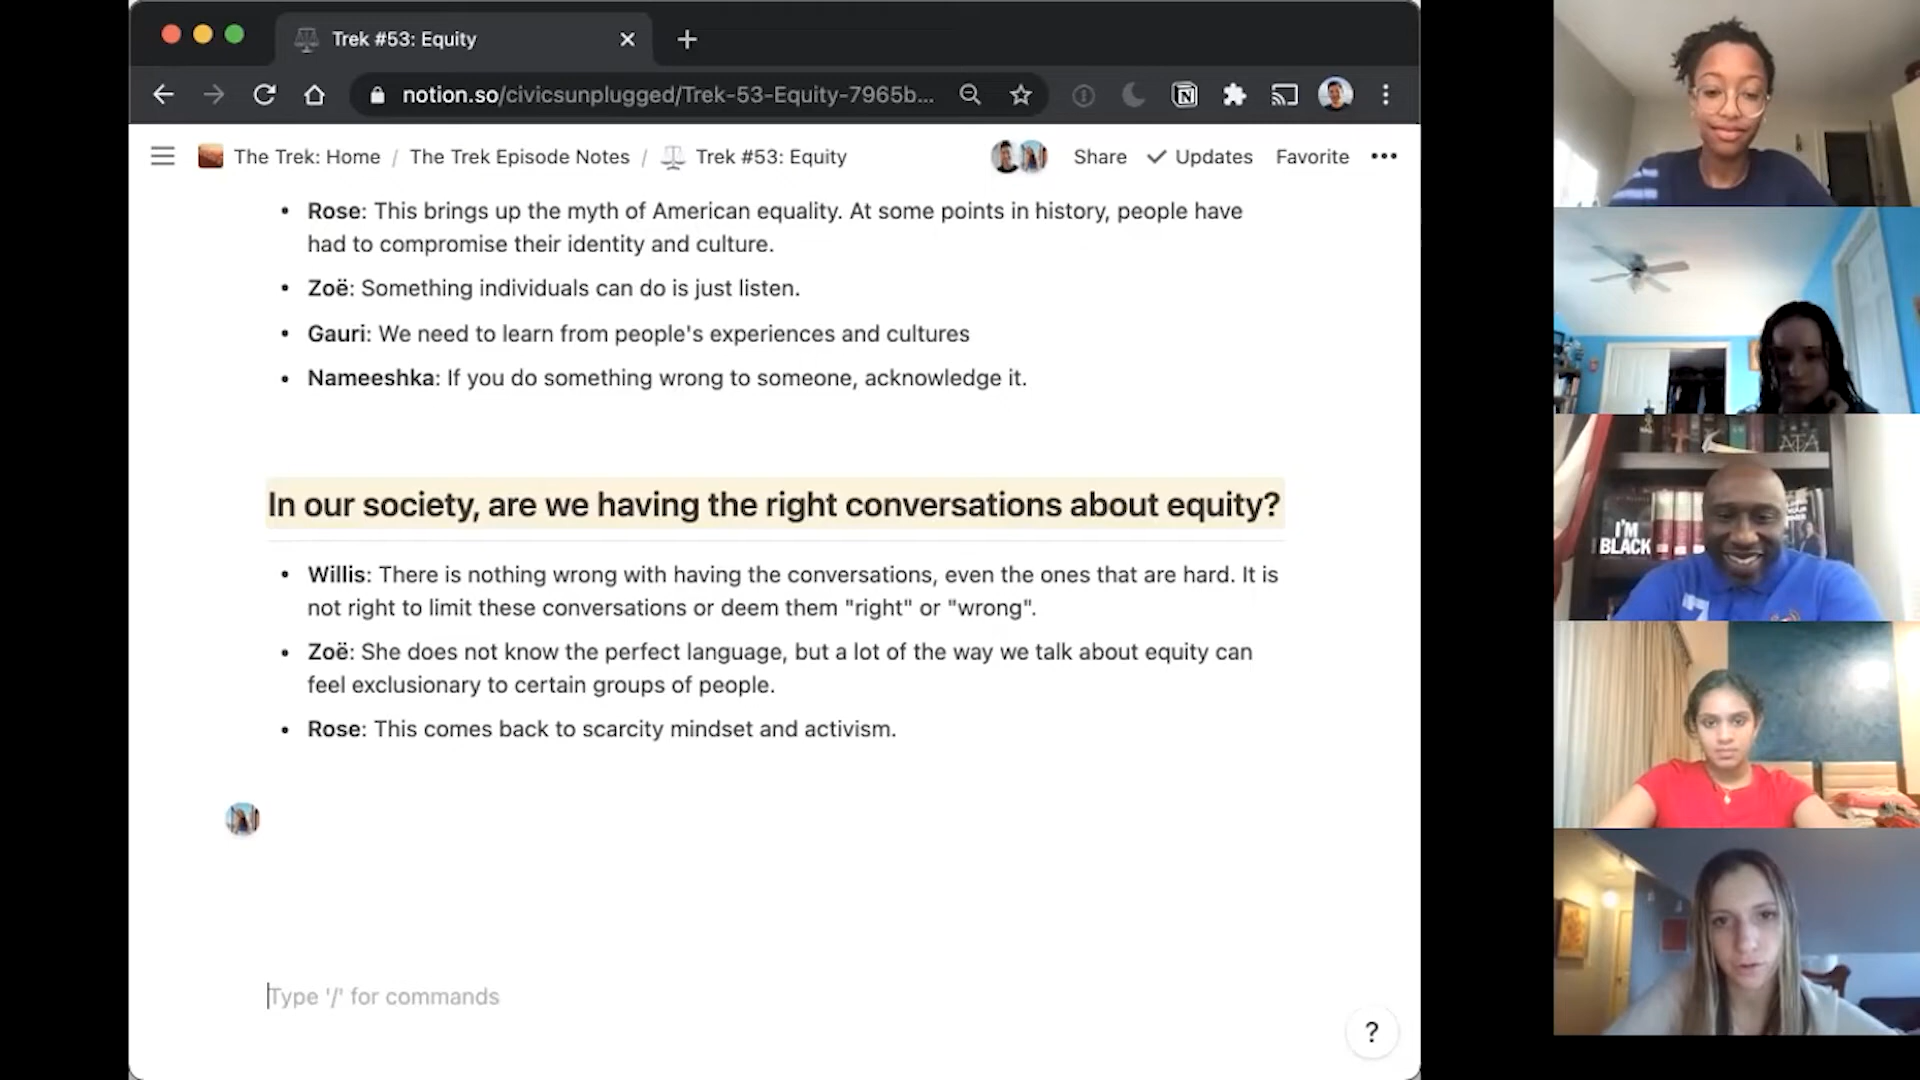 Trek #53: Equity
notion.so/civicsunplugged/Trek-53-Equity-7965b...
The Trek: Home / The Trek Episode Notes / Trek #53: Equity
Share Updates Favorite
• Rose: This brings up the myth of American equality. At some points in history, people have
had to compromise their identity and culture.
• Zoë: Something individuals can do is just listen.
• Gauri: We need to learn from people's experiences and cultures
• Nameeshka: If you do something wrong to someone, acknowledge it.
In our society, are we having the right conversations about equity?
• Willis: There is nothing wrong with having the conversations, even the ones that are hard. It is
not right to limit these conversations or deem them "right" or "wrong".
• Zoë: She does not know the perfect language, but a lot of the way we talk about equity can
feel exclusionary to certain groups of people.
• Rose: This comes back to scarcity mindset and activism.
Type '/' for commands
?
I'M
BLACK